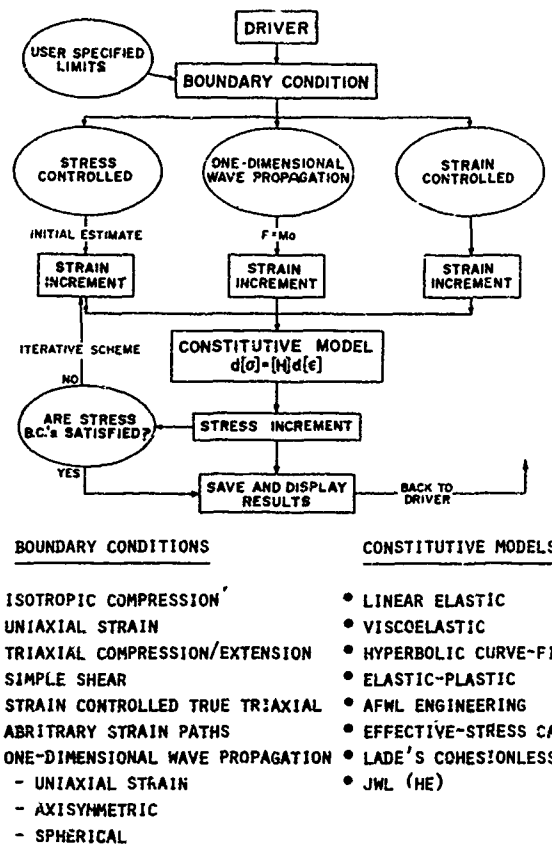 DRIVER
USER SPECIFIED
LIMITS
BOUNDARY CONDITION
STRESS
CONTROLLED
ONE-DIMENSIONAL
WAVE PROPAGATION
STRAIN
CONTROLLED
INITIAL ESTIMATE
F=Ma
STRAIN
INCREMENT
STRAIN
INCREMENT
STRAIN
INCREMENT
CONSTITUTIVE MODEL
d[σ]=[H]d[ε]
ITERATIVE SCHEME
NO
ARE STRESS
B.C.'s SATISFIED?
STRESS INCREMENT
YES
SAVE AND DISPLAY
RESULTS
BACK TO
DRIVER
BOUNDARY CONDITIONS
ISOTROPIC COMPRESSION
UNIAXIAL STRAIN
TRIAXIAL COMPRESSION/EXTENSION
SIMPLE SHEAR
STRAIN CONTROLLED TRUE TRIAXIAL
ABRITRARY STRAIN PATHS
ONE-DIMENSIONAL WAVE PROPAGATION
- UNIAXIAL STRAIN
- AXISYMMETRIC
- SPHERICAL
CONSTITUTIVE MODELS
• LINEAR ELASTIC
• VISCOELASTIC
• HYPERBOLIC CURVE-FI
• ELASTIC-PLASTIC
• AFWL ENGINEERING
• EFFECTIVE-STRESS CA
• LADE'S COHESIONLESS
• JWL (HE)